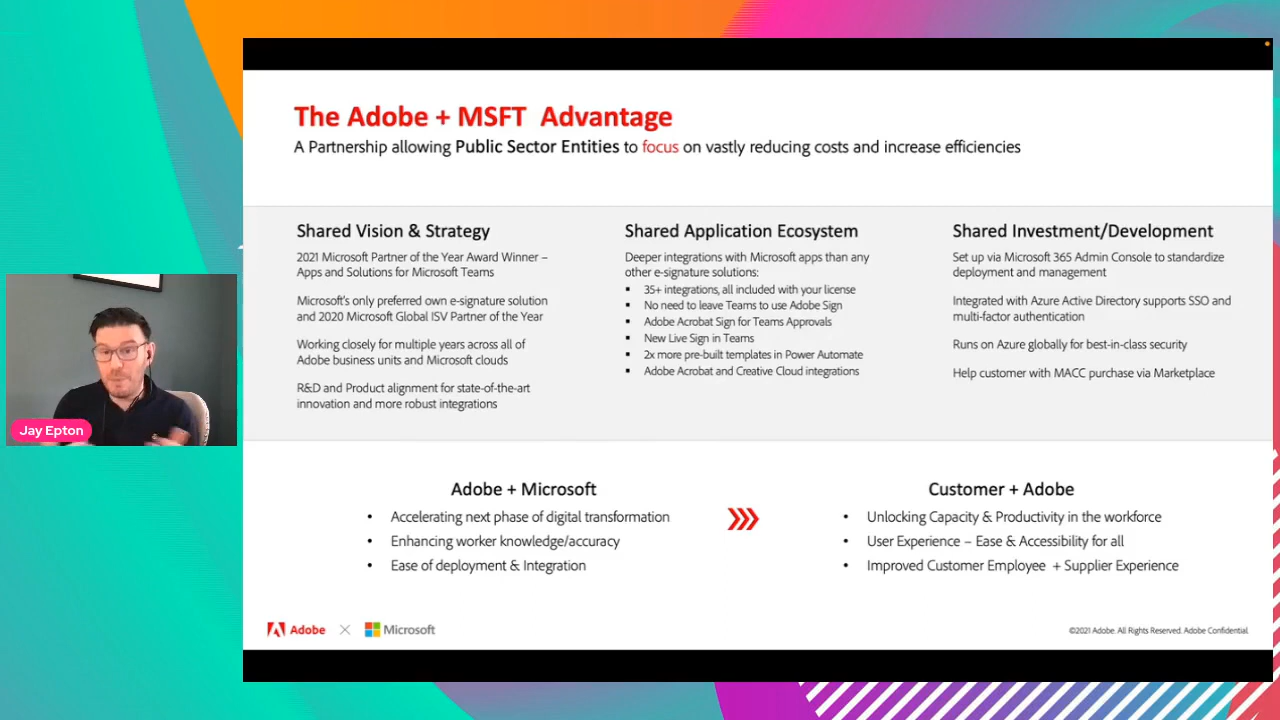 The Adobe + MSFT Advantage
A Partnership allowing Public Sector Entities to focus on vastly reducing costs and increase efficiencies
Shared Vision & Strategy
2021 Microsoft Partner of the Year Award Winner –
Apps and Solutions for Microsoft Teams
Microsoft's only preferred own e-signature solution
and 2020 Microsoft Global ISV Partner of the Year
Working closely for multiple years across all of
Adobe business units and Microsoft clouds
R&D and Product alignment for state-of-the-art
innovation and more robust integrations
Shared Application Ecosystem
Deeper integrations with Microsoft apps than any
other e-signature solutions:
▪ 35+ integrations, all included with your license
▪ No need to leave Teams to use Adobe Sign
▪ Adobe Acrobat Sign for Teams Approvals
▪ New Live Sign in Teams
▪ 2x more pre-built templates in Power Automate
▪ Adobe Acrobat and Creative Cloud integrations
Shared Investment/Development
Set up via Microsoft 365 Admin Console to standardize
deployment and management
Integrated with Azure Active Directory supports SSO and
multi-factor authentication
Runs on Azure globally for best-in-class security
Help customer with MACC purchase via Marketplace
Jay Epton
Adobe + Microsoft
• Accelerating next phase of digital transformation
• Enhancing worker knowledge/accuracy
• Ease of deployment & Integration
Customer + Adobe
• Unlocking Capacity & Productivity in the workforce
• User Experience – Ease & Accessibility for all
• Improved Customer Employee + Supplier Experience
Adobe × Microsoft
©2021 Adobe. All Rights Reserved. Adobe Confidential.